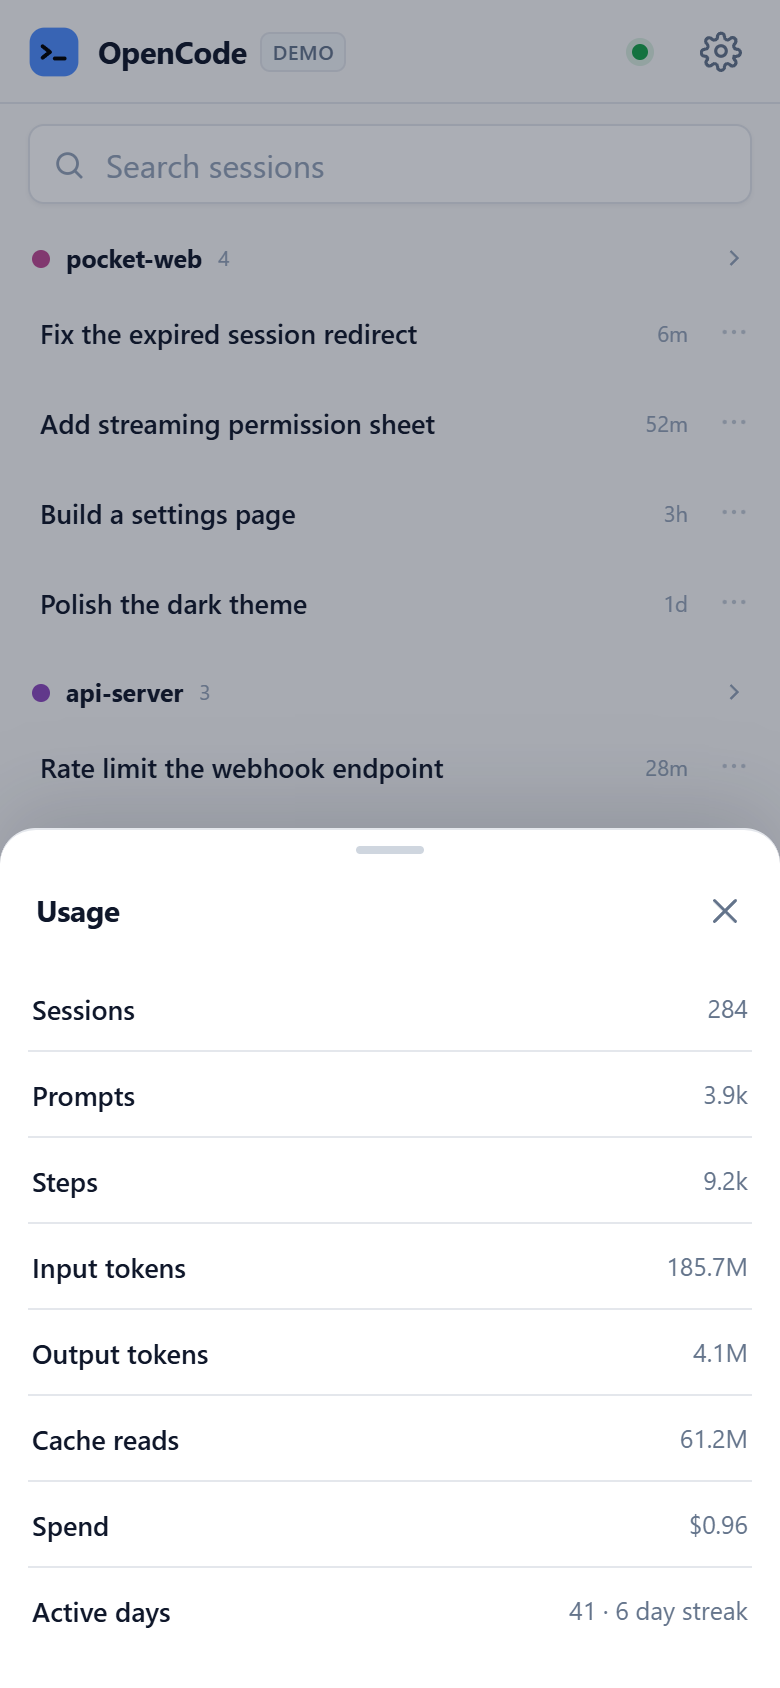 OpenCode DEMO
Search sessions
pocket-web 4
Fix the expired session redirect 6m
Add streaming permission sheet 52m
Build a settings page 3h
Polish the dark theme 1d
api-server 3
Rate limit the webhook endpoint 28m
Usage
Sessions 284
Prompts 3.9k
Steps 9.2k
Input tokens 185.7M
Output tokens 4.1M
Cache reads 61.2M
Spend $0.96
Active days 41 · 6 day streak